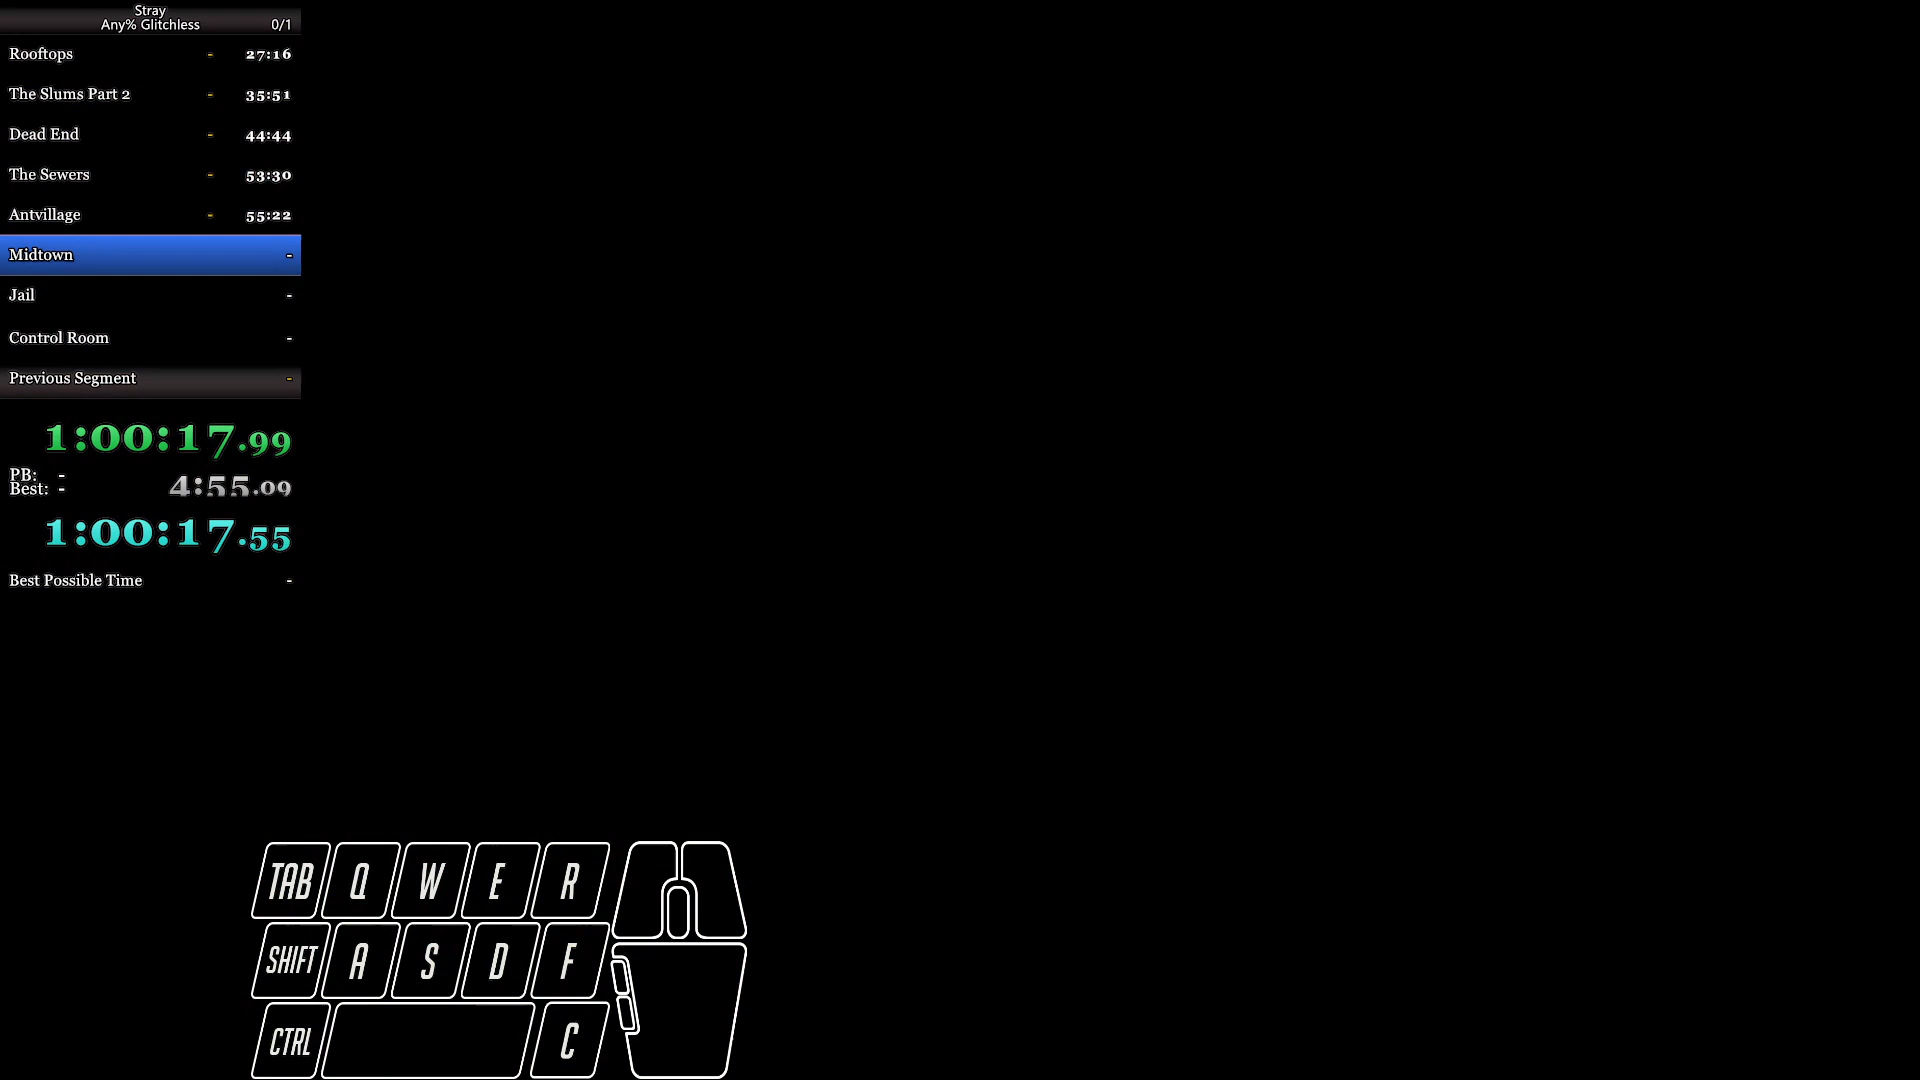 Stray
Any% Glitchless 0/1
Rooftops - 27:16
The Slums Part 2 - 35:51
Dead End - 44:44
The Sewers - 53:30
Antvillage - 55:22
Midtown -
Jail -
Control Room -
Previous Segment -
1:00:17.99
PB: -
Best: - 4:55.09
1:00:17.55
Best Possible Time -
TAB Q W E R
SHIFT A S D F
CTRL C